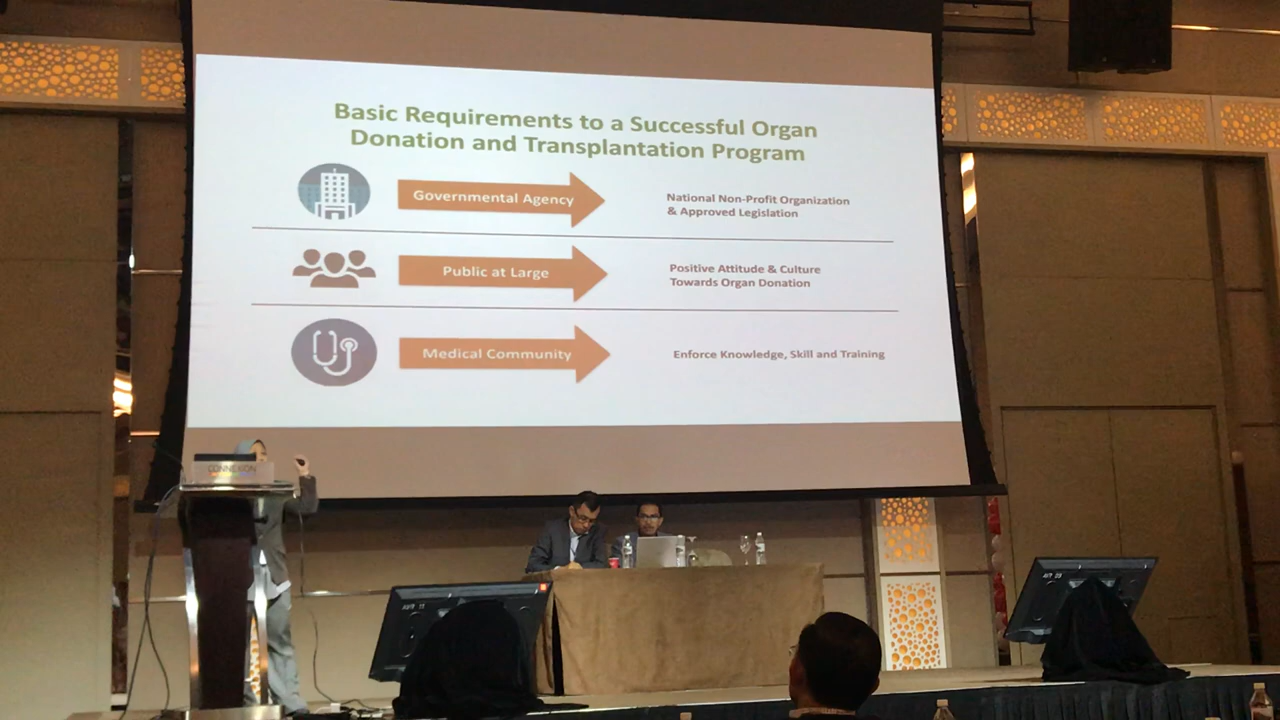 Basic Requirements to a Successful Organ
Donation and Transplantation Program
Governmental Agency
National Non-Profit Organization
& Approved Legislation
Public at Large
Positive Attitude & Culture
Towards Organ Donation
Medical Community
Enforce Knowledge, Skill and Training
CONNEXION